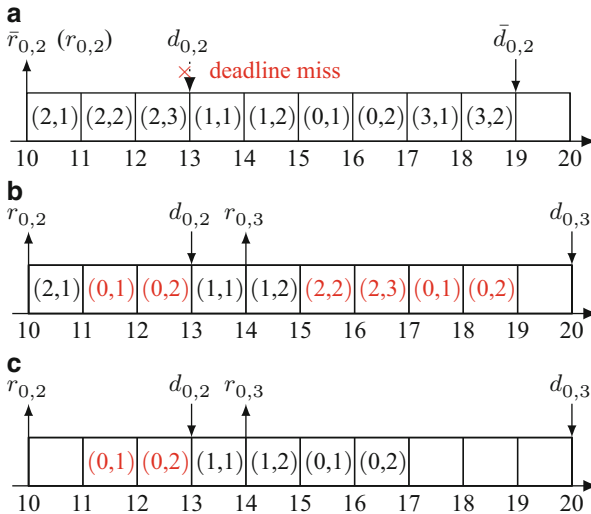 a
r̄0,2 (r0,2) d0,2 d̄0,2
× deadline miss
(2,1) (2,2) (2,3) (1,1) (1,2) (0,1) (0,2) (3,1) (3,2)
10 11 12 13 14 15 16 17 18 19 20
b
r0,2 d0,2 r0,3 d0,3
(2,1) (0,1) (0,2) (1,1) (1,2) (2,2) (2,3) (0,1) (0,2)
10 11 12 13 14 15 16 17 18 19 20
c
r0,2 d0,2 r0,3 d0,3
(0,1) (0,2) (1,1) (1,2) (0,1) (0,2)
10 11 12 13 14 15 16 17 18 19 20